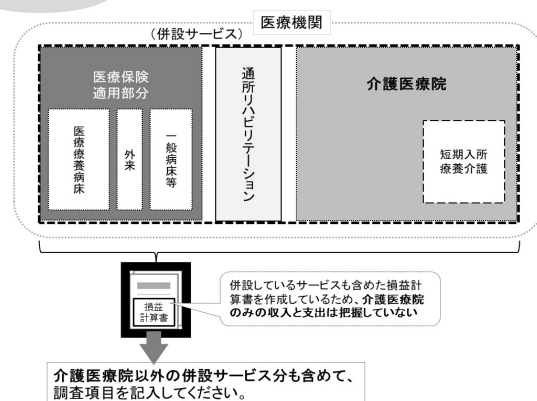 医療機関
（併設サービス）
医療保険
適用部分
医療療養病床
外来
一般病床等
通所リハビリテーション
介護医療院
短期入所
療養介護
損益
計算書
併設しているサービスも含めた損益計
算書を作成しているため、介護医療院
のみの収入と支出は把握していない
介護医療院以外の併設サービス分も含めて、
調査項目を記入してください。